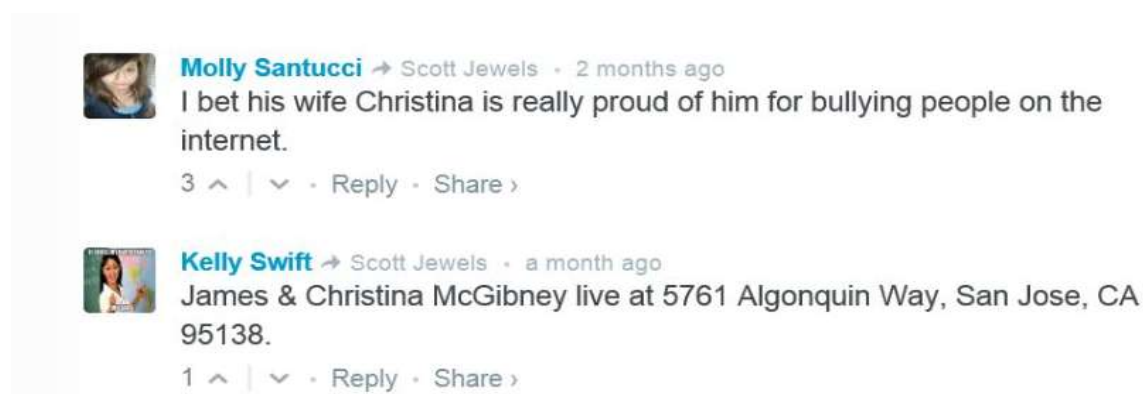 Molly Santucci → Scott Jewels · 2 months ago
I bet his wife Christina is really proud of him for bullying people on the
internet.
3 · Reply · Share ›
Kelly Swift → Scott Jewels · a month ago
James & Christina McGibney live at 5761 Algonquin Way, San Jose, CA
95138.
1 · Reply · Share ›